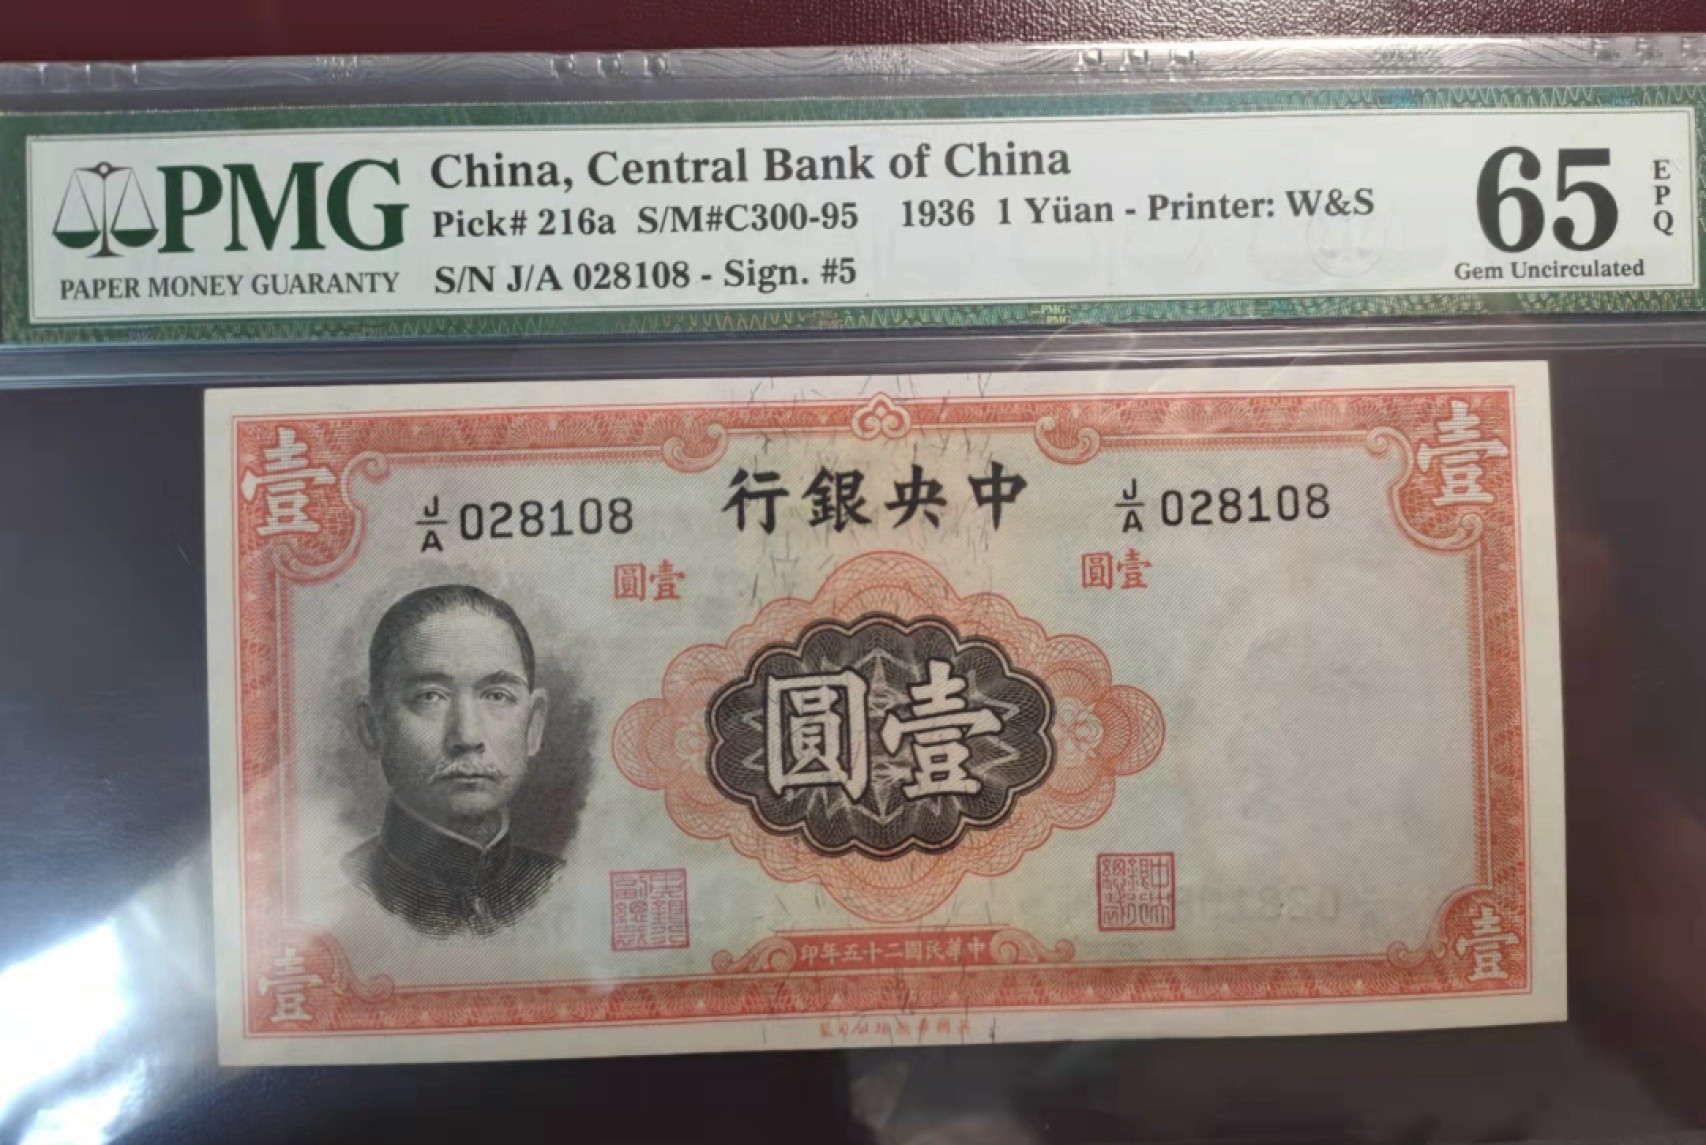 PMG
PAPER MONEY GUARANTY
China, Central Bank of China
Pick# 216a S/M#C300-95 1936 1 Yüan - Printer: W&S
S/N J/A 028108 - Sign. #5
65
EPQ
Gem Uncirculated
壹
壹
行銀央中
J/A 028108
J/A 028108
圓壹
圓壹
圓壹
印年五十二國民華中
壹
壹